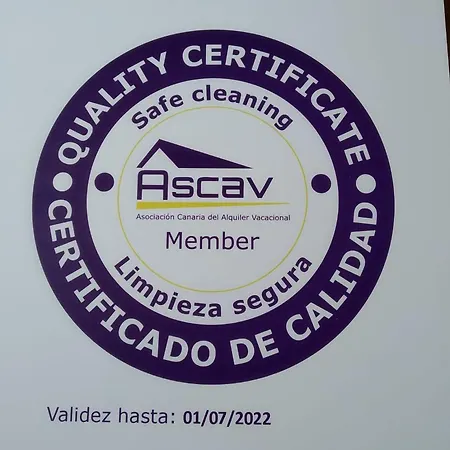 QUALITY CERTIFICATE
Safe cleaning
Ascav
Asociación Canaria del Alquiler Vacacional
Member
Limpieza segura
CERTIFICADO DE CALIDAD
Validez hasta: 01/07/2022